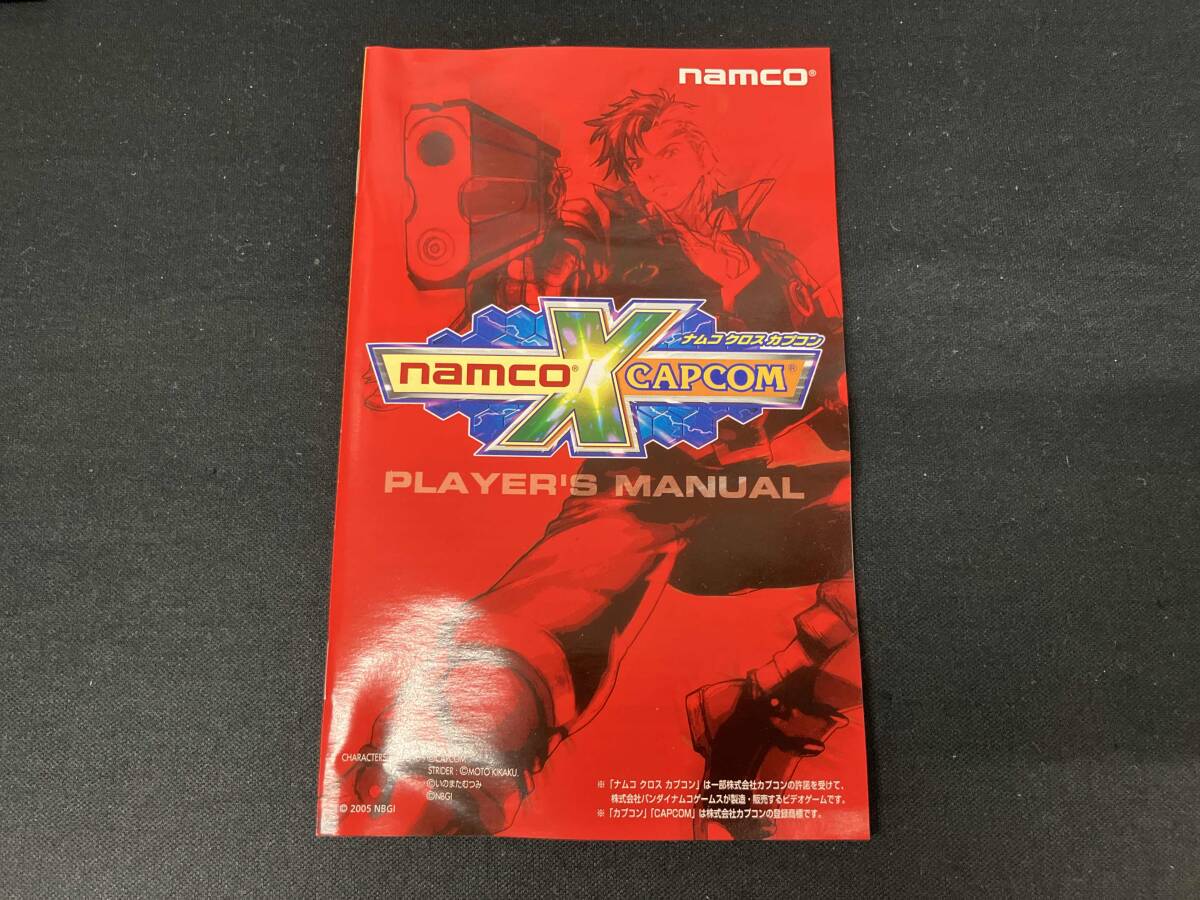 namco®
ナムコ クロス カプコン
namco® X CAPCOM®
PLAYER'S MANUAL
CHARACTERS ©CAPCOM
STRIDER : ©MOTO KIKAKU.
©いのまたむつみ
©NBGI
© 2005 NBGI
※「ナムコ クロス カプコン」は一部株式会社カプコンの許諾を受けて、
株式会社バンダイナムコゲームスが製造・販売するビデオゲームです。
※「カプコン」「CAPCOM」は株式会社カプコンの登録商標です。